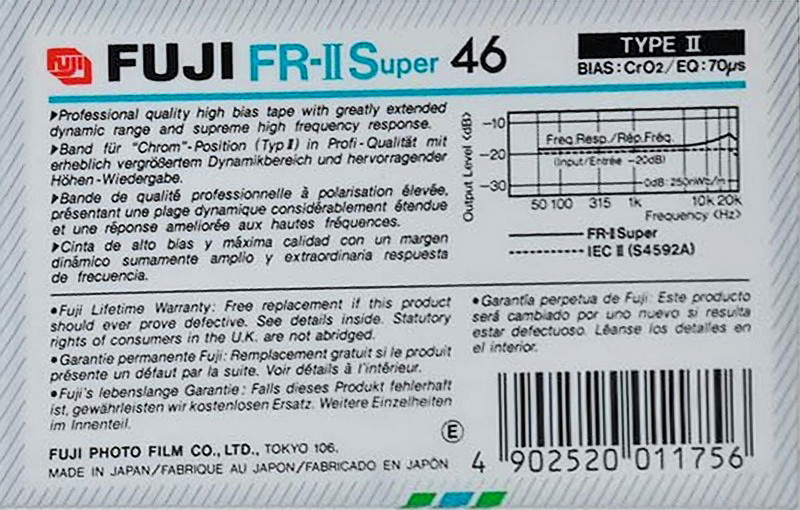 FUJI FUJI FR-II Super 46
TYPE II
BIAS:CrO2/EQ:70μs
▶Professional quality high bias tape with greatly extended
dynamic range and supreme high frequency response.
▶Band für "Chrom"-Position (Typ II) in Profi-Qualität mit
erheblich vergrößertem Dynamikbereich und hervorragender
Höhen-Wiedergabe.
▶Bande de qualité professionnelle à polarisation élevée,
présentant une plage dynamique considérablement étendue
et une réponse ameliorée aux hautes fréquences.
▶Cinta de alto bias y máxima calidad con un margen
dinámico sumamente amplio y extraordinaria respuesta
de frecuencia.
Output Level <dB>
-10
-20
-30
Freq.Resp./Rép.Fréq.
(Input/Entrée -20dB)
0dB:250nWb/m
50 100 315 1k 10k 20k
Frequency <Hz>
FR-II Super
IEC II (S4592A)
●Fuji Lifetime Warranty: Free replacement if this product
should ever prove defective. See details inside. Statutory
rights of consumers in the U.K. are not abridged.
●Garantie permanente Fuji: Remplacement gratuit si le produit
présente un défaut par la suite. Voir détails à l'intérieur.
●Fuji's lebenslange Garantie: Falls dieses Produkt fehlerhaft
ist, gewährleisten wir kostenlosen Ersatz. Weitere Einzelheiten
im Innenteil.
●Garantía perpetua de Fuji: Este producto
será cambiado por uno nuevo si resulta
estar defectuoso. Léanse los detalles en
el interior.
FUJI PHOTO FILM CO., LTD., TOKYO 106.
MADE IN JAPAN/FABRIQUE AU JAPON/FABRICADO EN JAPÓN
E
4 902520 011756